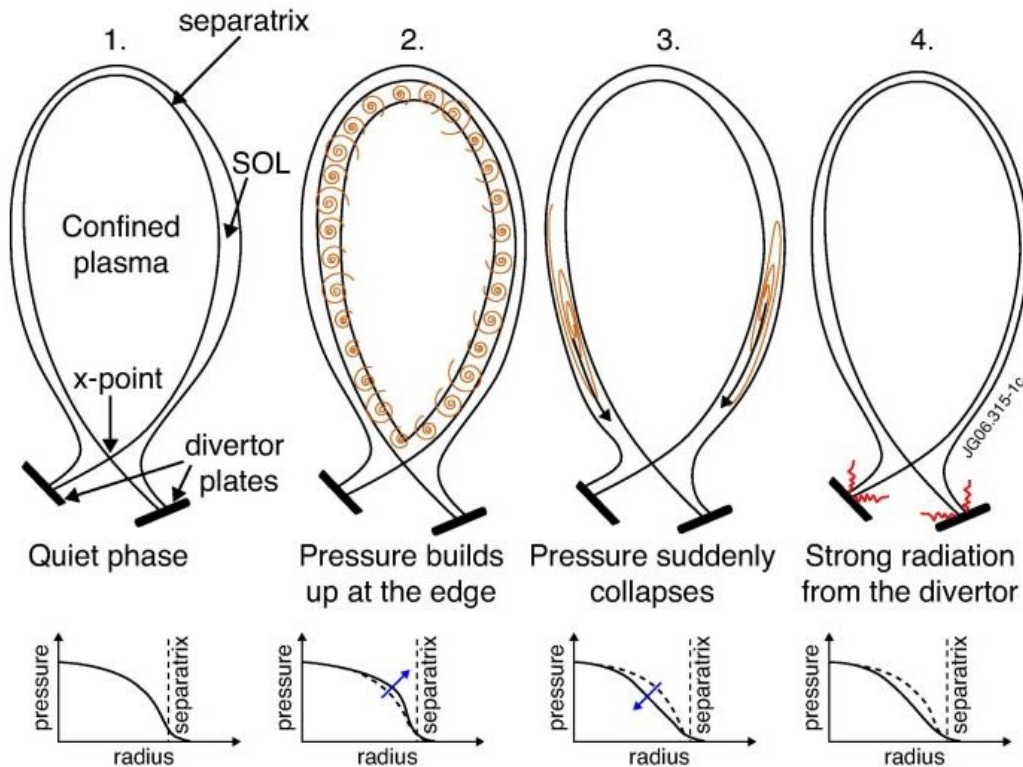 1.
separatrix
SOL
Confined
plasma
x-point
divertor
plates
Quiet phase
pressure
separatrix
radius
2.
Pressure builds
up at the edge
pressure
separatrix
radius
3.
Pressure suddenly
collapses
pressure
separatrix
radius
4.
JG06.315-1c
Strong radiation
from the divertor
pressure
separatrix
radius